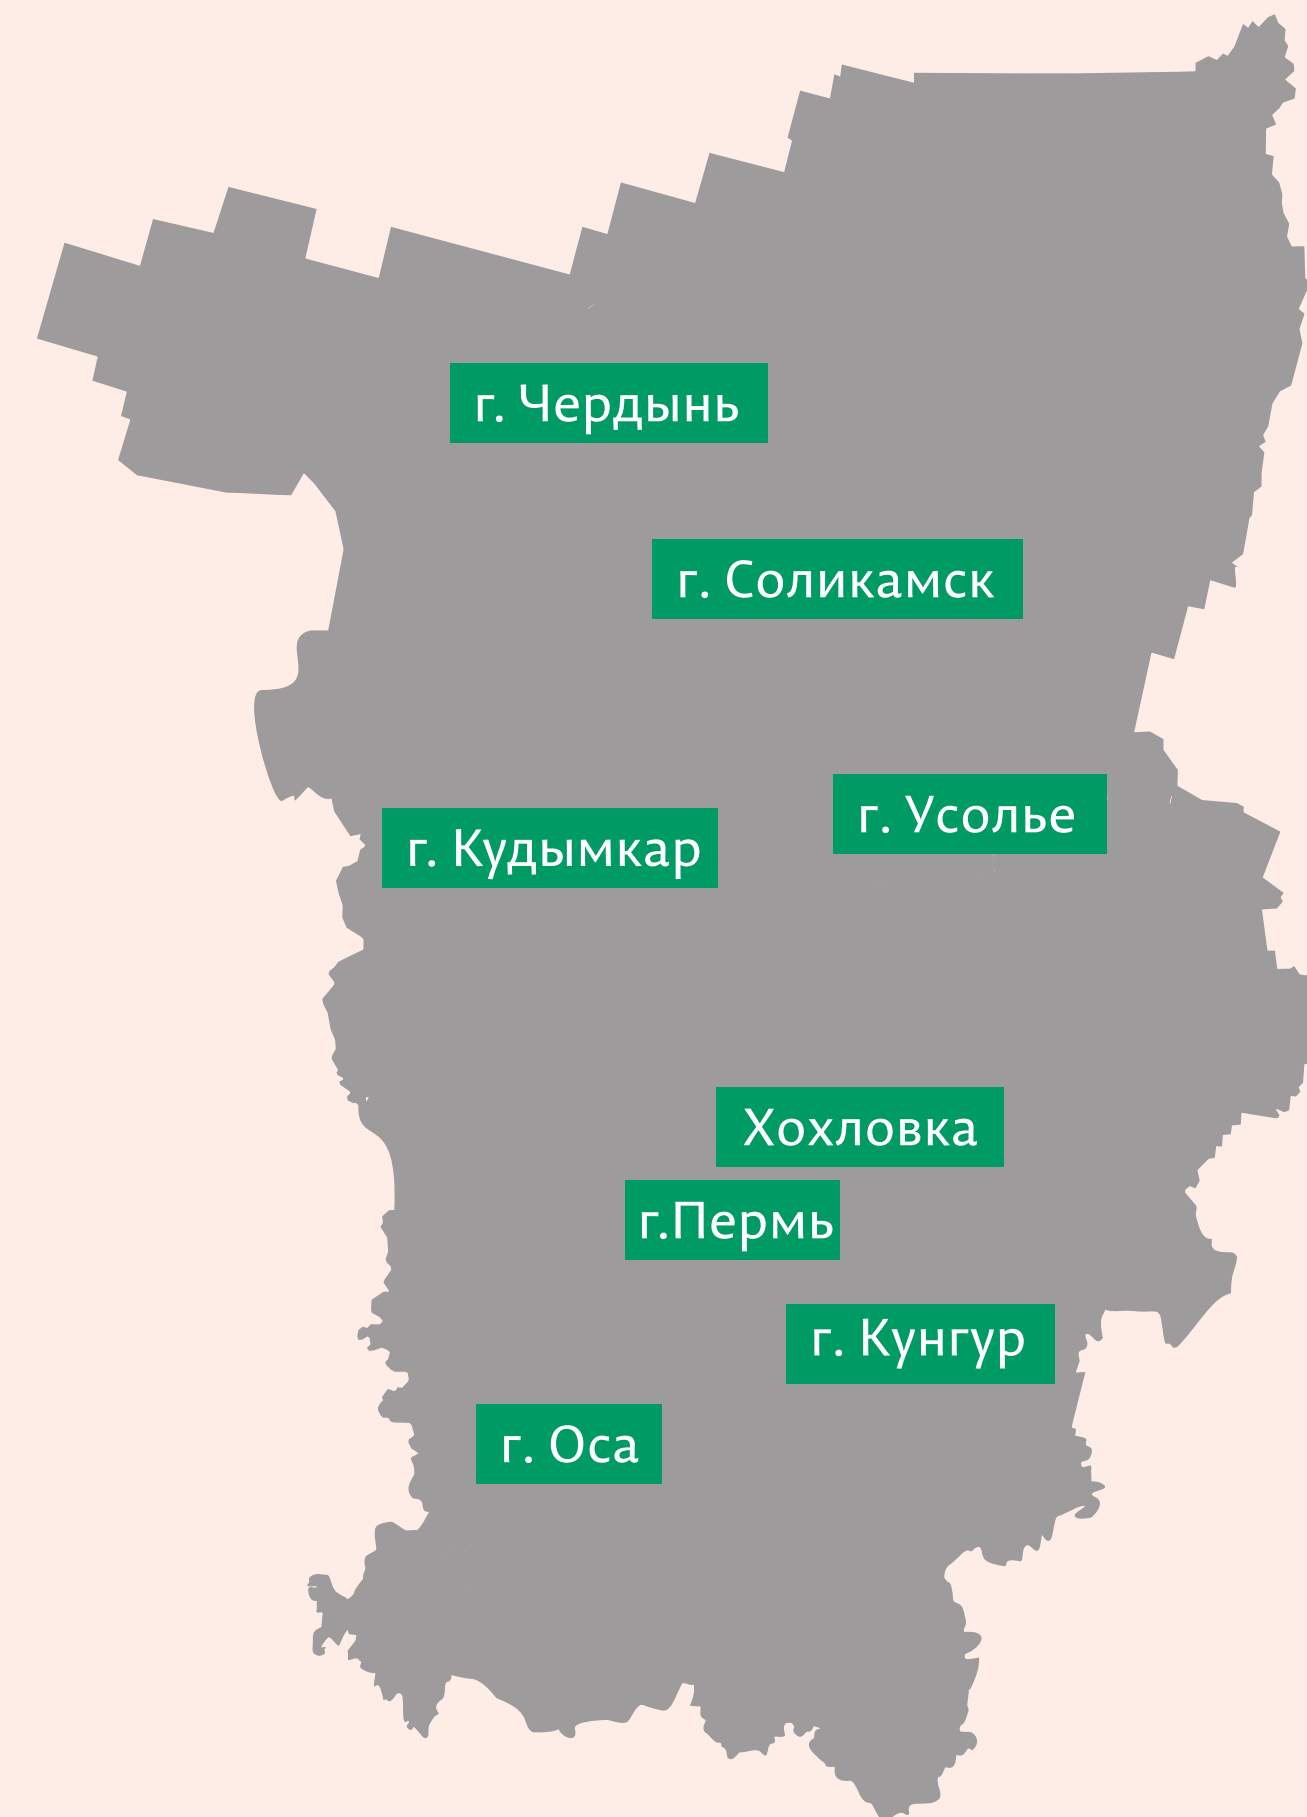 г. Чердынь
г. Соликамск
г. Усолье
г. Кудымкар
Хохловка
г.Пермь
г. Кунгур
г. Оса